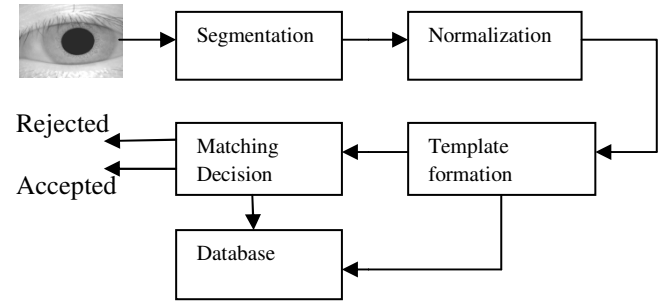 Segmentation
Normalization
Rejected
Accepted
Matching
Decision
Template
formation
Database